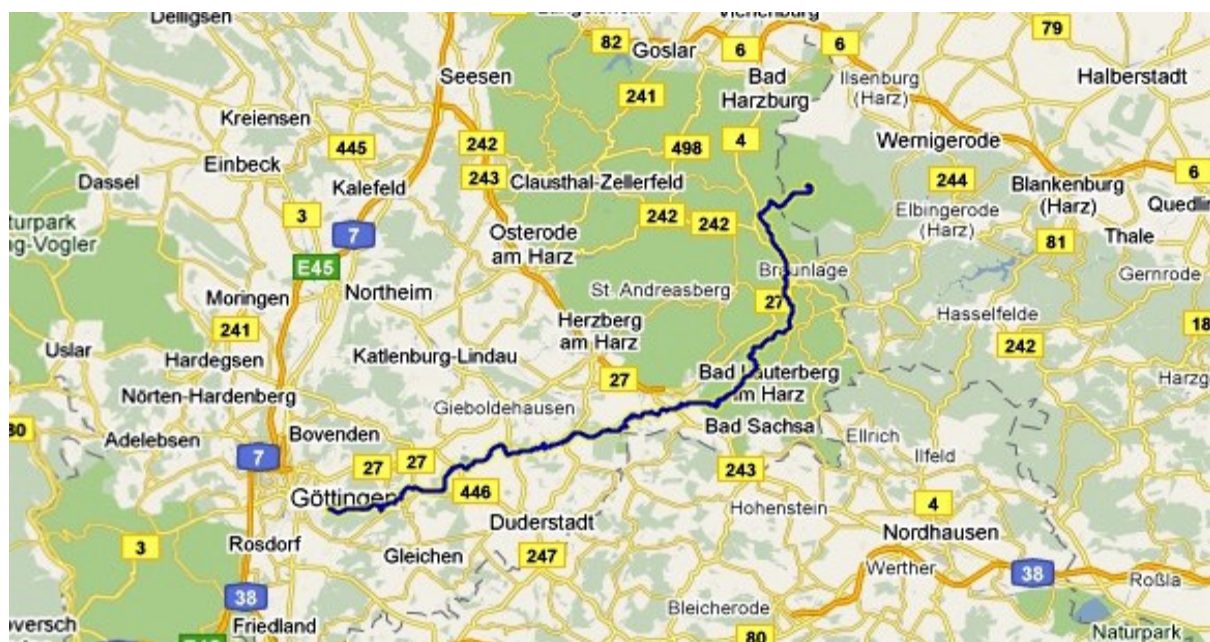 Delligsen
82
Goslar
6
6
79
Seesen
Bad
Harzburg
Ilsenburg
(Harz)
Halberstadt
241
Kreiensen
4
498
Wernigerode
445
242
Einbeck
243
Clausthal-Zellerfeld
244
Blankenburg
(Harz)
6
Dassel
Kalefeld
3
242
242
Elbingerode
(Harz)
7
Osterode
am Harz
81
Thale
E45
Braunlage
Gernrode
Northeim
St. Andreasberg
27
Moringen
241
Herzberg
am Harz
Hasselfelde
242
Uslar
Hardegsen
Katlenburg-Lindau
27
Bad Lauterberg
im Harz
Nörten-Hardenberg
Gieboldehausen
Bad Sachsa
Adelebsen
Bovenden
Ellrich
Ilfeld
7
27
27
243
Göttingen
446
Hohenstein
4
Duderstadt
Nordhausen
3
Rosdorf
Gleichen
247
Werther
38
Roßla
38
Bleicherode
Friedland
80
Naturpark